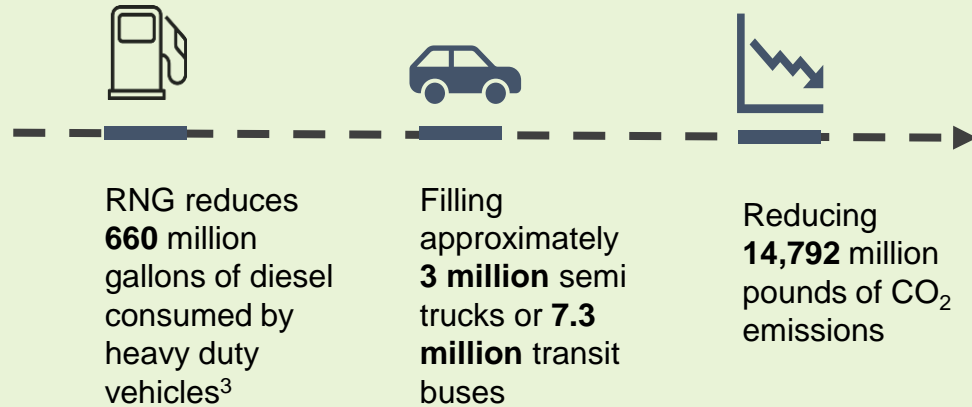 RNG reduces
660 million
gallons of diesel
consumed by
heavy duty
vehicles³
Filling
approximately
3 million semi
trucks or 7.3
million transit
buses
Reducing
14,792 million
pounds of CO₂
emissions